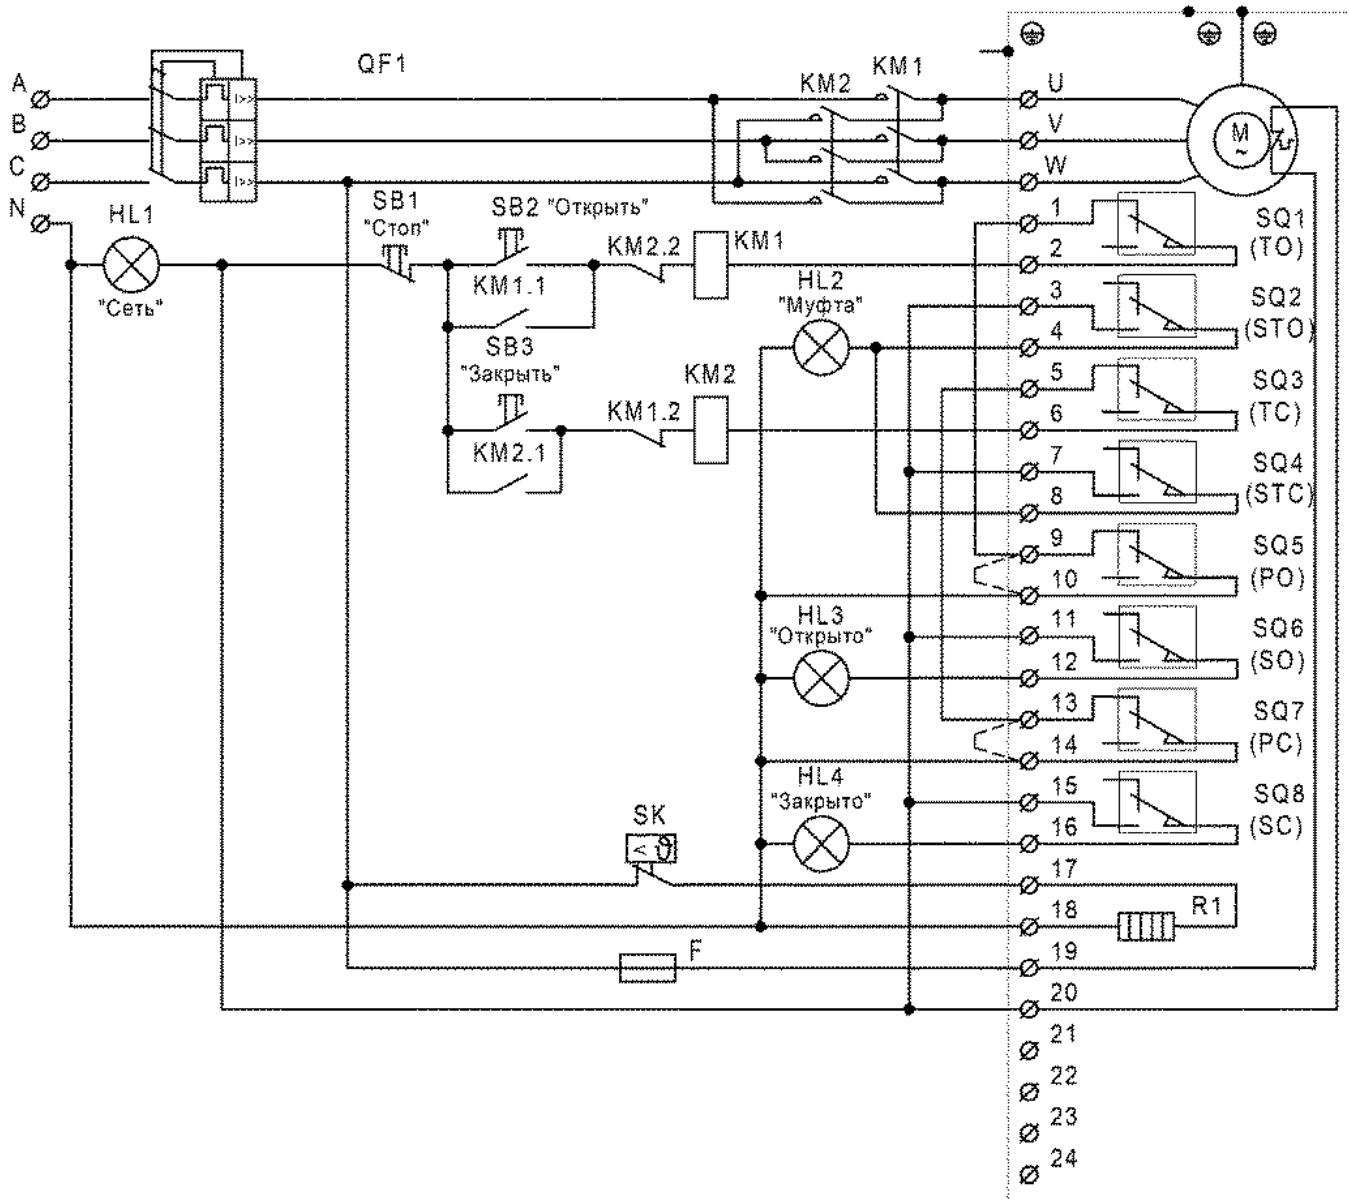 QF1
KM2
KM1
A
B
C
N
U
V
W
M
~
I>>
I>>
I>>
HL1
"Сеть"
SB1
"Стоп"
SB2 "Открыть"
KM1.1
KM2.2
KM1
SB3
"Закрыть"
KM2.1
KM1.2
KM2
HL2
"Муфта"
HL3
"Открыто"
HL4
"Закрыто"
SK
< ϑ
F
R1
1
2
3
4
5
6
7
8
9
10
11
12
13
14
15
16
17
18
19
20
21
22
23
24
SQ1
(TO)
SQ2
(STO)
SQ3
(TC)
SQ4
(STC)
SQ5
(PO)
SQ6
(SO)
SQ7
(PC)
SQ8
(SC)